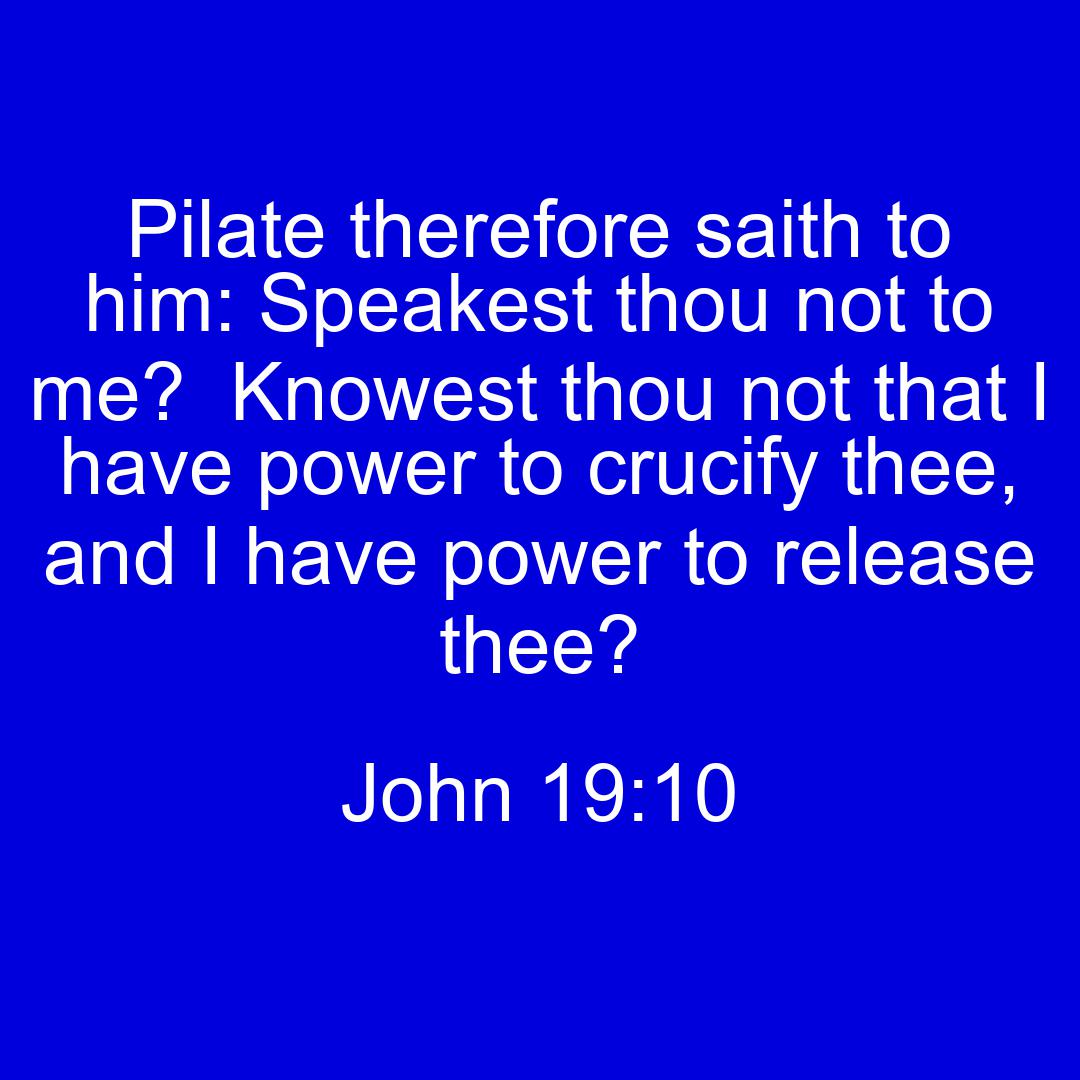 Pilate therefore saith to
him: Speakest thou not to
me?  Knowest thou not that I
have power to crucify thee,
and I have power to release
thee?
John 19:10